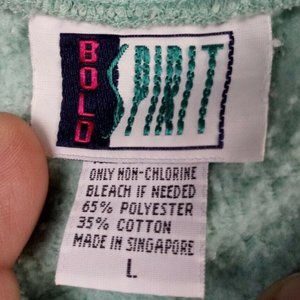 BOLD SPIRIT
ONLY NON-CHLORINE
BLEACH IF NEEDED
65% POLYESTER
35% COTTON
MADE IN SINGAPORE
L